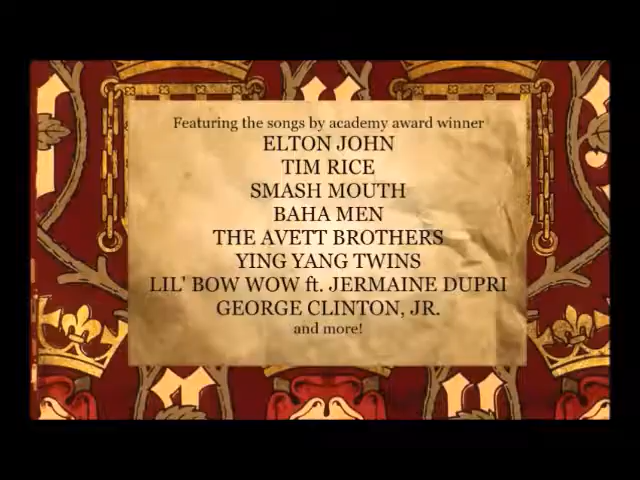 Featuring the songs by academy award winner
ELTON JOHN
TIM RICE
SMASH MOUTH
BAHA MEN
THE AVETT BROTHERS
YING YANG TWINS
LIL' BOW WOW ft. JERMAINE DUPRI
GEORGE CLINTON, JR.
and more!